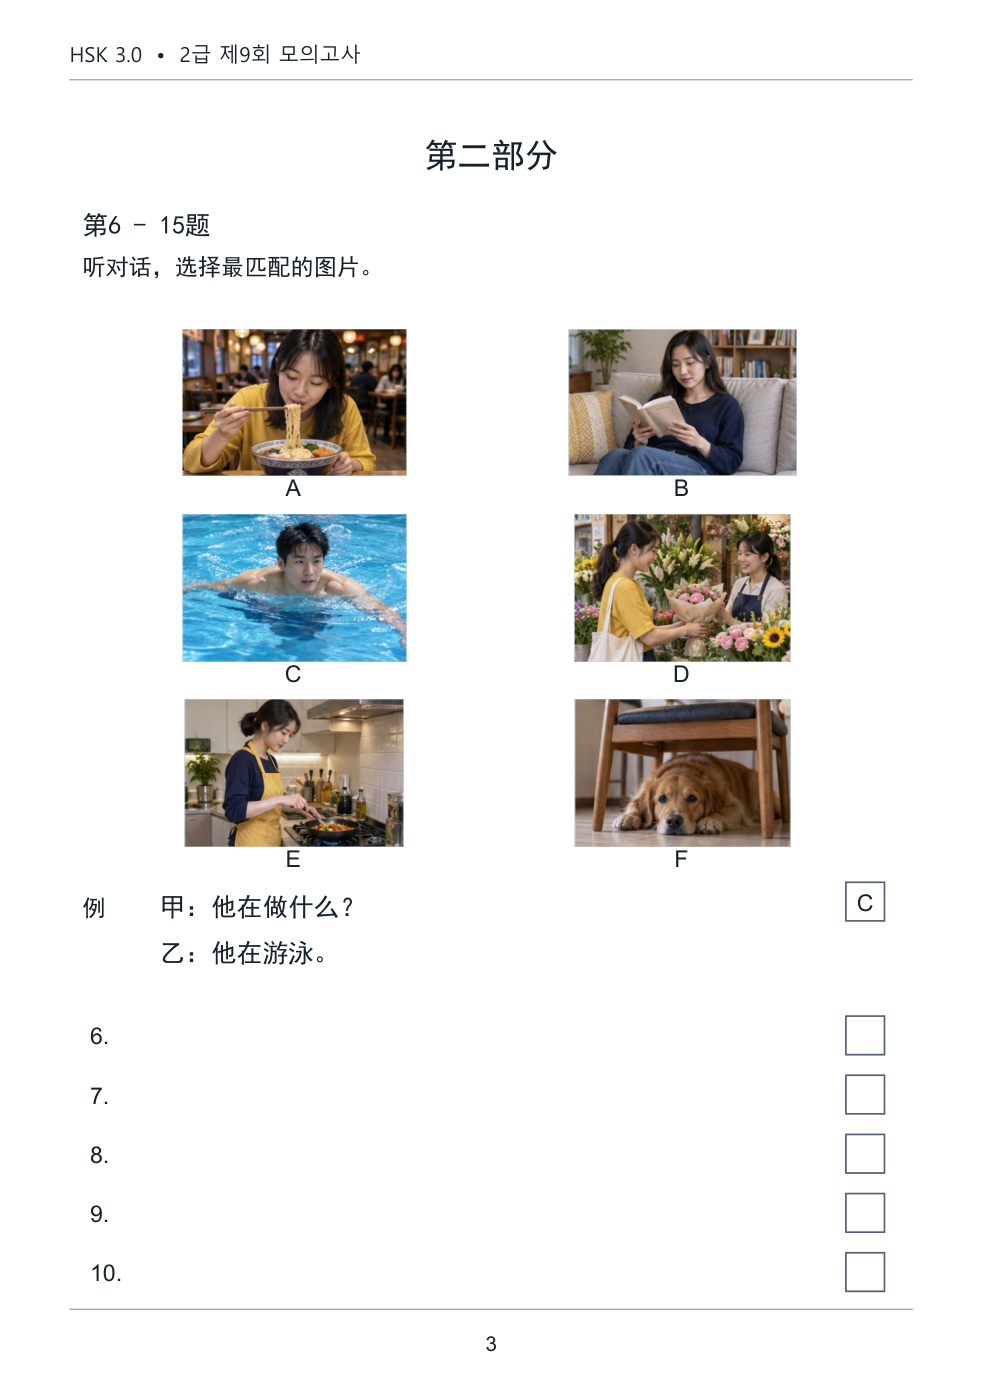 HSK 3.0 • 2급 제9회 모의고사
第二部分
第6 － 15题
听对话，选择最匹配的图片。
A
B
C
D
E
F
例 甲：他在做什么？ C
乙：他在游泳。
6.
7.
8.
9.
10.
3